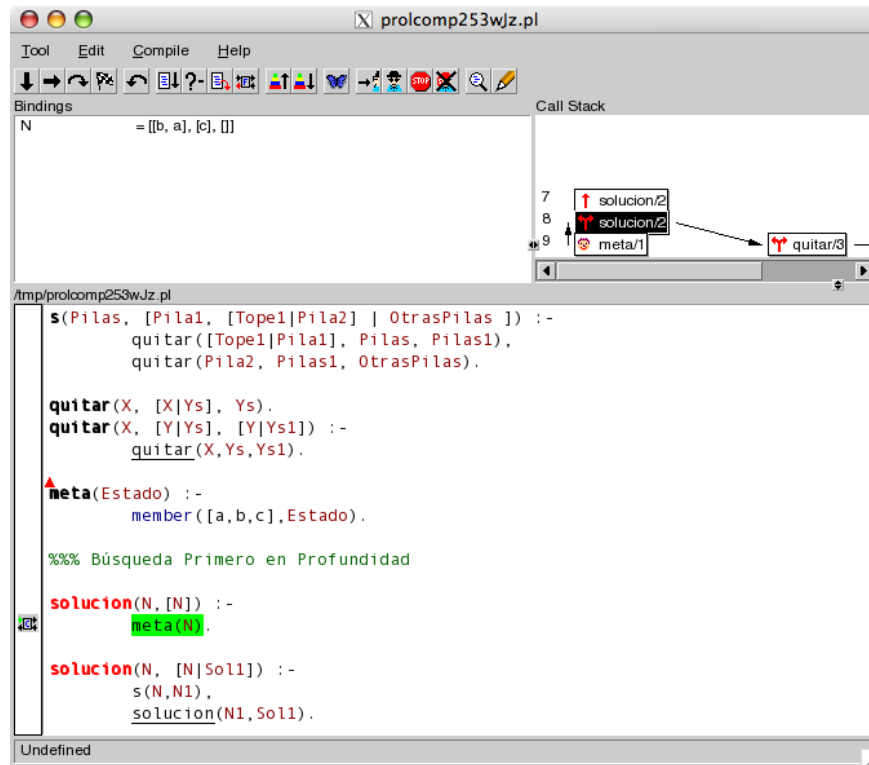 prolcomp253wJz.pl
Tool Edit Compile Help
?-
STOP
Bindings
Call Stack
N = [[b, a], [c], []]
7 solucion/2
8 solucion/2
9 meta/1 quitar/3
/tmp/prolcomp253wJz.pl
s(Pilas, [Pila1, [Tope1|Pila2] | OtrasPilas ]) :-
quitar([Tope1|Pila1], Pilas, Pilas1),
quitar(Pila2, Pilas1, OtrasPilas).
quitar(X, [X|Ys], Ys).
quitar(X, [Y|Ys], [Y|Ys1]) :-
quitar(X,Ys,Ys1).
meta(Estado) :-
member([a,b,c],Estado).
%%% Búsqueda Primero en Profundidad
solucion(N,[N]) :-
meta(N).
solucion(N, [N|Sol1]) :-
s(N,N1),
solucion(N1,Sol1).
Undefined